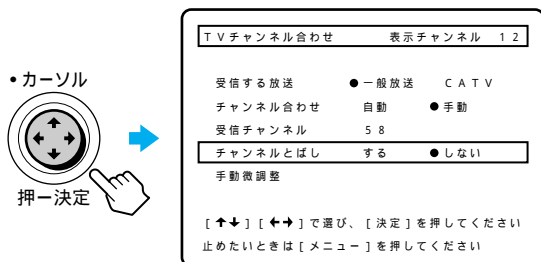 TVチャンネル合わせ 表示チャンネル 12
•カーソル
押ー決定
受信する放送 ●一般放送 CATV
チャンネル合わせ 自動 ●手動
受信チャンネル 58
チャンネルとばし する ●しない
手動微調整
[↑↓][←→]で選び、[決定]を押してください
止めたいときは[メニュー]を押してください